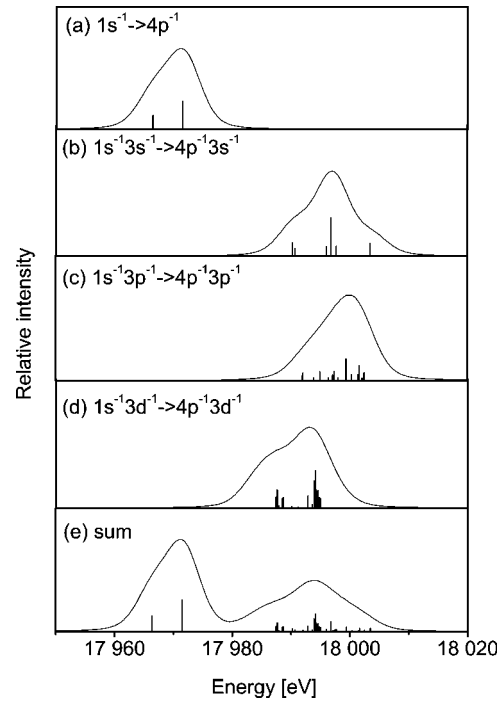 (a) 1s⁻¹->4p⁻¹
(b) 1s⁻¹3s⁻¹->4p⁻¹3s⁻¹
(c) 1s⁻¹3p⁻¹->4p⁻¹3p⁻¹
(d) 1s⁻¹3d⁻¹->4p⁻¹3d⁻¹
(e) sum
Relative intensity
17 960 17 980 18 000 18 020
Energy [eV]